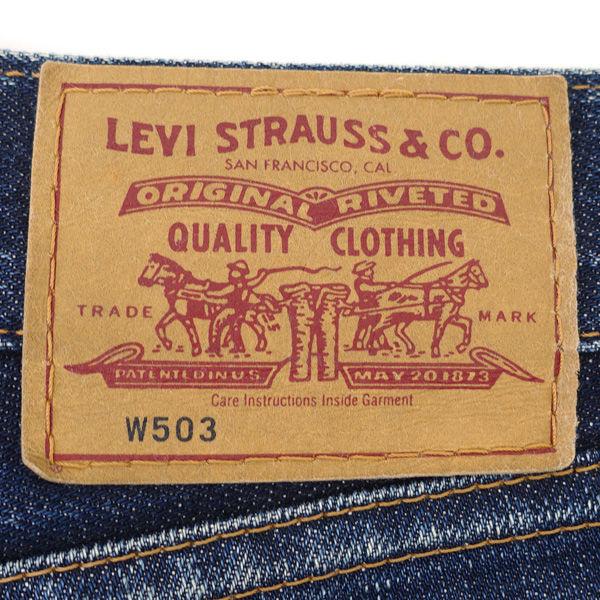 LEVI STRAUSS & CO.
SAN FRANCISCO, CAL
ORIGINAL RIVETED
QUALITY CLOTHING
TRADE MARK
PATENTED IN U.S. MAY 20 1873
Care Instructions Inside Garment
W503